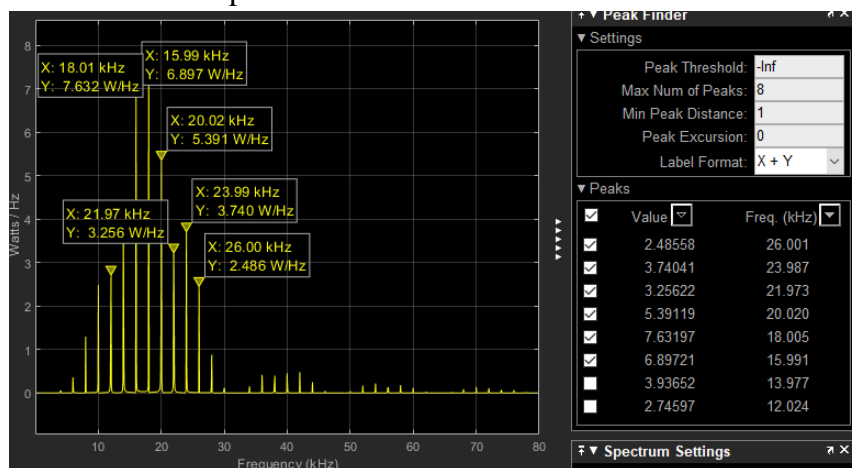 8
7
6
5
4
3
2
1
0
Watts / Hz
X: 18.01 kHz
Y: 7.632 W/Hz
X: 15.99 kHz
Y: 6.897 W/Hz
X: 20.02 kHz
Y: 5.391 W/Hz
X: 21.97 kHz
Y: 3.256 W/Hz
X: 23.99 kHz
Y: 3.740 W/Hz
X: 26.00 kHz
Y: 2.486 W/Hz
10 20 30 40 50 60 70 80
Frequency (kHz)
Peak Finder
Settings
Peak Threshold: -Inf
Max Num of Peaks: 8
Min Peak Distance: 1
Peak Excursion: 0
Label Format: X + Y
Peaks
Value Freq. (kHz)
2.48558 26.001
3.74041 23.987
3.25622 21.973
5.39119 20.020
7.63197 18.005
6.89721 15.991
3.93652 13.977
2.74597 12.024
Spectrum Settings